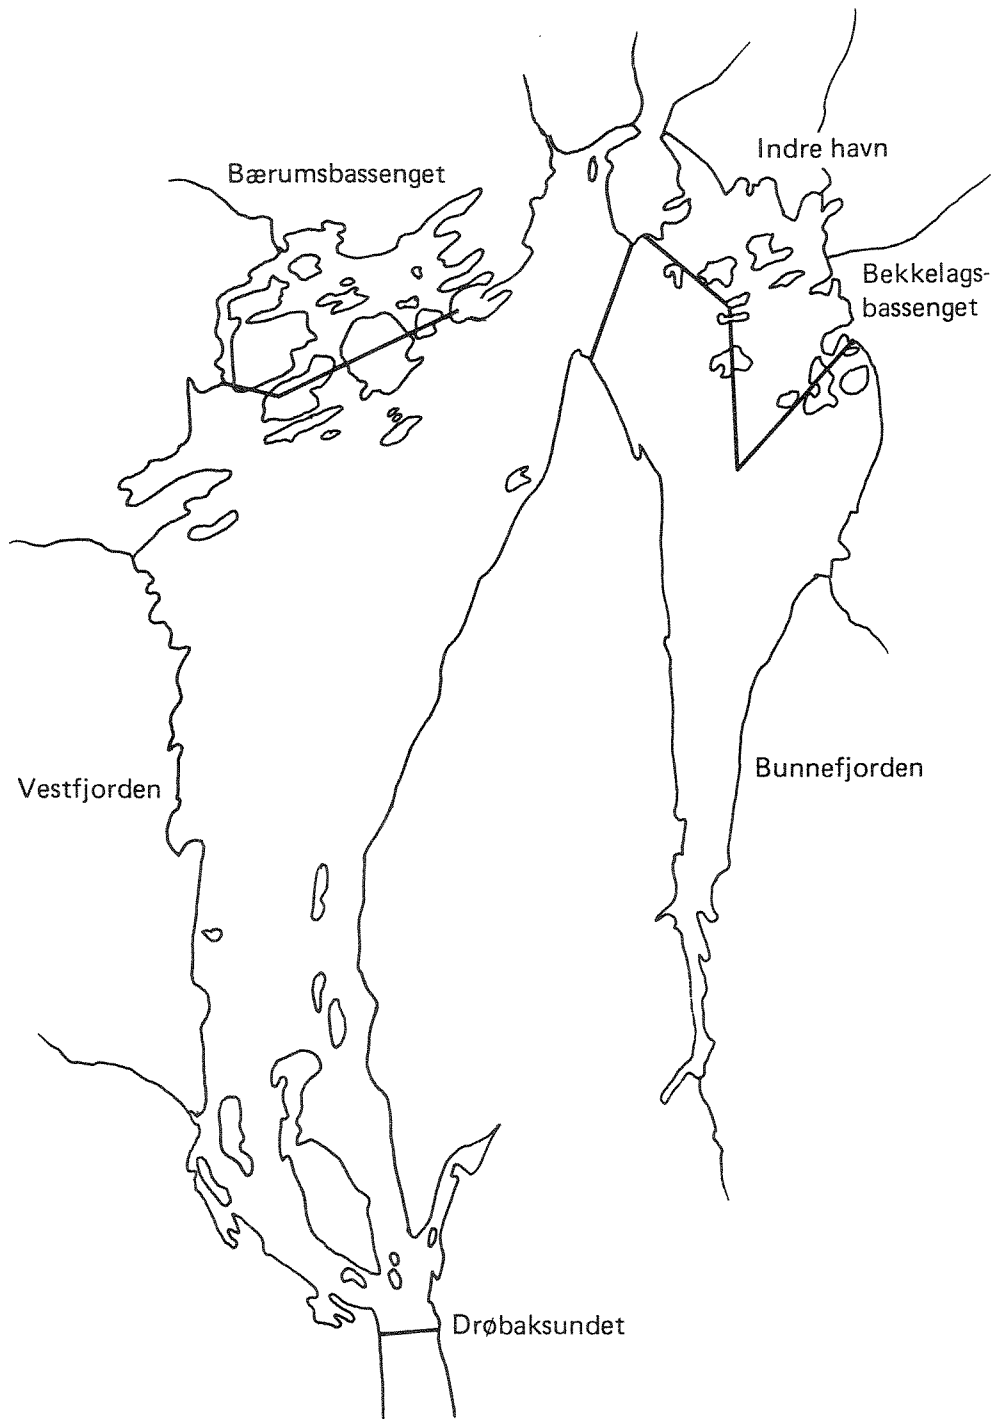 Indre havn
Bærumsbassenget
Bekkelags-
bassenget
Bunnefjorden
Vestfjorden
Drøbaksundet